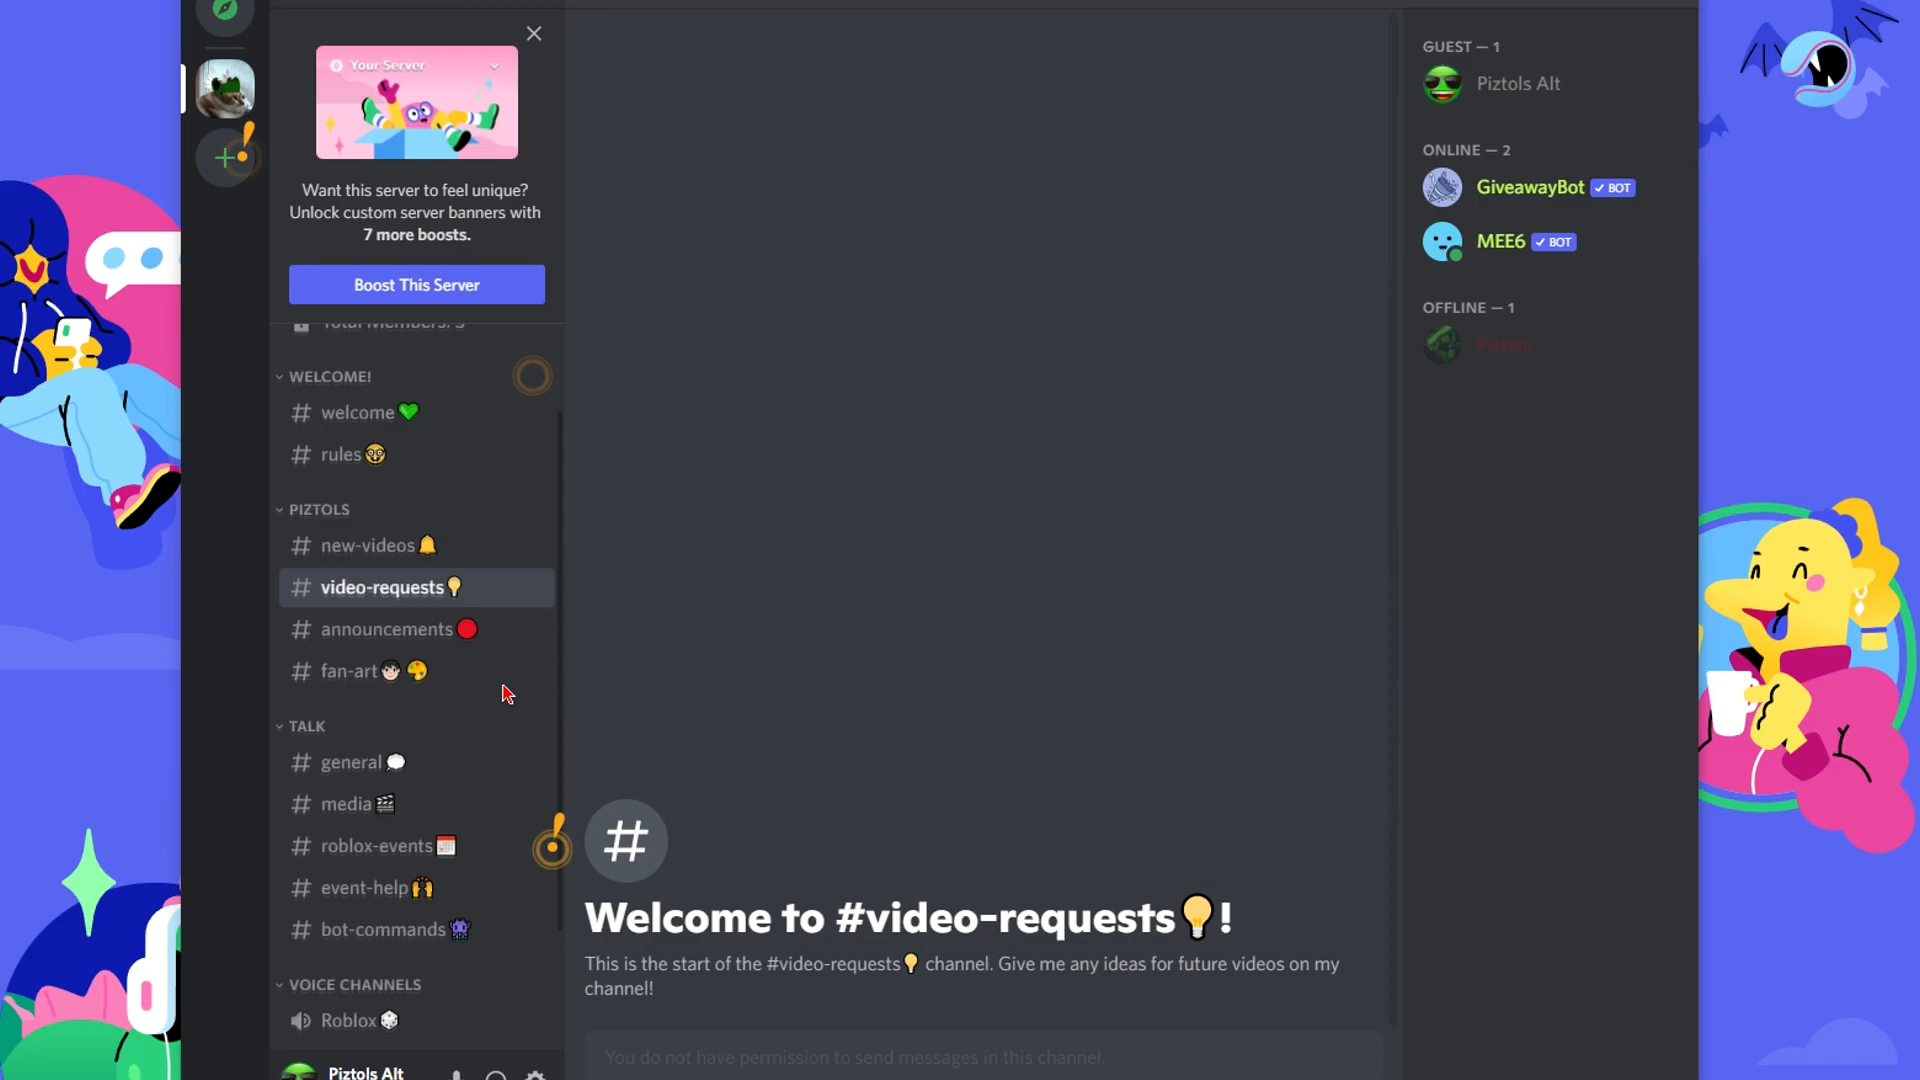 Your Server
Want this server to feel unique?
Unlock custom server banners with
7 more boosts.
Boost This Server
Total Members: 3
WELCOME!
# welcome💚
# rules🤓
PIZTOLS
# new-videos🔔
# video-requests💡
# announcements🔴
# fan-art👨🏻‍🎨
TALK
# general💭
# media🎬
# roblox-events📅
# event-help🙌
# bot-commands👾
VOICE CHANNELS
Roblox🎲
Piztols Alt
#
Welcome to #video-requests💡!
This is the start of the #video-requests💡 channel. Give me any ideas for future videos on my
channel!
You do not have permission to send messages in this channel.
GUEST — 1
Piztols Alt
ONLINE — 2
GiveawayBot ✓ BOT
MEE6 ✓ BOT
OFFLINE — 1
Piztols